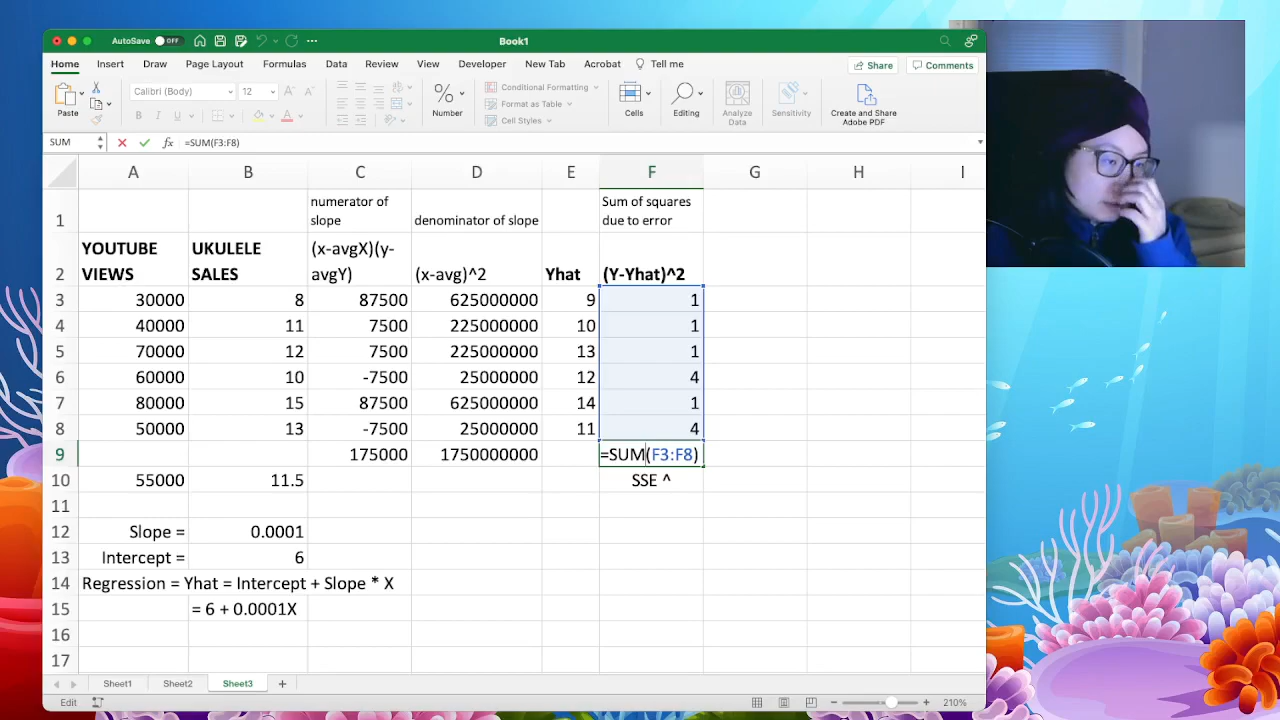 AutoSave OFF
Book1
Home Insert Draw Page Layout Formulas Data Review View Developer New Tab Acrobat Tell me Share Comments
Paste Calibri (Body) 12 B I U A Number Conditional Formatting Format as Table Cell Styles Cells Editing Analyze Data Sensitivity Create and Share Adobe PDF
SUM fx =SUM(F3:F8)
A B C D E F G H I
1 numerator of slope denominator of slope Sum of squares due to error
2 YOUTUBE VIEWS UKULELE SALES (x-avgX)(y-avgY) (x-avg)^2 Yhat (Y-Yhat)^2
3 30000 8 87500 625000000 9 1
4 40000 11 7500 225000000 10 1
5 70000 12 7500 225000000 13 1
6 60000 10 -7500 25000000 12 4
7 80000 15 87500 625000000 14 1
8 50000 13 -7500 25000000 11 4
9 175000 1750000000 =SUM(F3:F8)
10 55000 11.5 SSE ^
11
12 Slope = 0.0001
13 Intercept = 6
14 Regression = Yhat = Intercept + Slope * X
15 = 6 + 0.0001X
16
17
Sheet1 Sheet2 Sheet3
Edit 210%